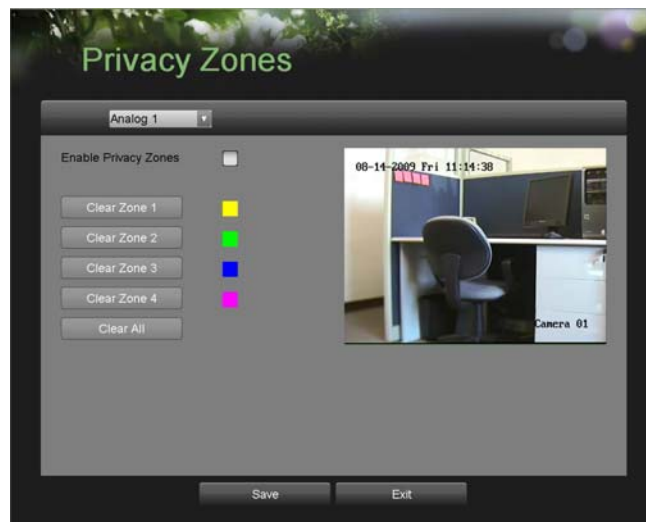 Privacy Zones
Analog 1
Enable Privacy Zones
08-14-2009 Fri 11:14:38
Clear Zone 1
Clear Zone 2
Clear Zone 3
Clear Zone 4
Clear All
Camera 01
Save
Exit